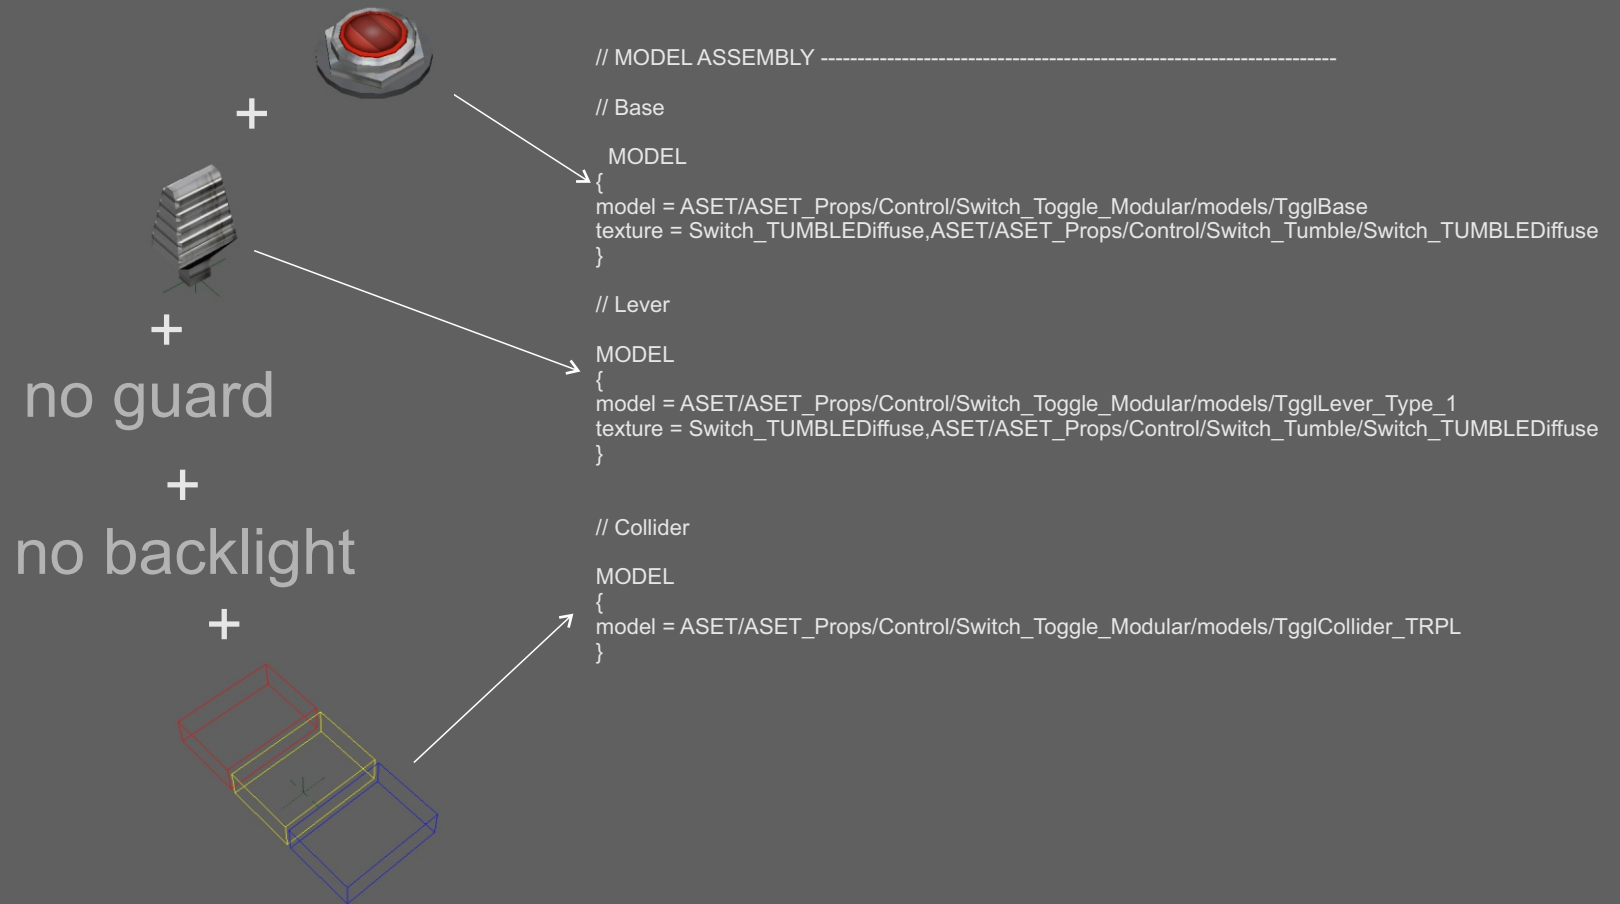 // MODEL ASSEMBLY ----------------------------------------------------------------------
// Base
MODEL
{
model = ASET/ASET_Props/Control/Switch_Toggle_Modular/models/TgglBase
texture = Switch_TUMBLEDiffuse,ASET/ASET_Props/Control/Switch_Tumble/Switch_TUMBLEDiffuse
}
// Lever
MODEL
{
model = ASET/ASET_Props/Control/Switch_Toggle_Modular/models/TgglLever_Type_1
texture = Switch_TUMBLEDiffuse,ASET/ASET_Props/Control/Switch_Tumble/Switch_TUMBLEDiffuse
}
// Collider
MODEL
{
model = ASET/ASET_Props/Control/Switch_Toggle_Modular/models/TgglCollider_TRPL
}
+
+
no guard
+
no backlight
+